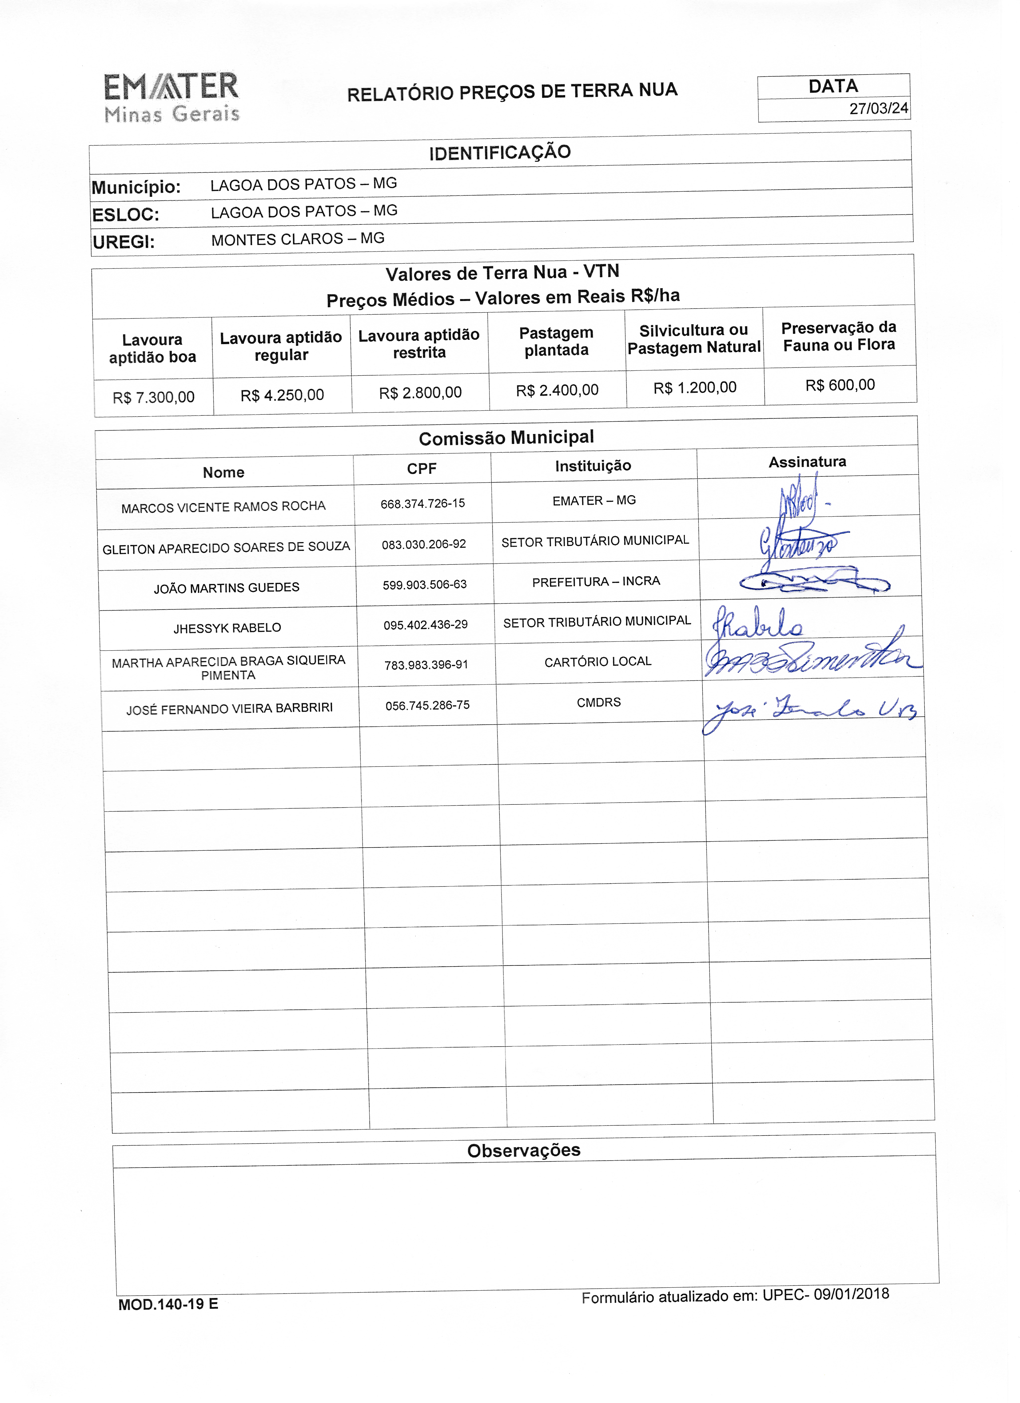 EMATER
Minas Gerais
RELATÓRIO PREÇOS DE TERRA NUA
DATA
27/03/24
IDENTIFICAÇÃO
Município: LAGOA DOS PATOS – MG
ESLOC: LAGOA DOS PATOS – MG
UREGI: MONTES CLAROS – MG
Valores de Terra Nua - VTN
Preços Médios – Valores em Reais R$/ha
Lavoura aptidão boa
Lavoura aptidão regular
Lavoura aptidão restrita
Pastagem plantada
Silvicultura ou Pastagem Natural
Preservação da Fauna ou Flora
R$ 7.300,00 R$ 4.250,00 R$ 2.800,00 R$ 2.400,00 R$ 1.200,00 R$ 600,00
Comissão Municipal
Nome CPF Instituição Assinatura
MARCOS VICENTE RAMOS ROCHA 668.374.726-15 EMATER – MG
GLEITON APARECIDO SOARES DE SOUZA 083.030.206-92 SETOR TRIBUTÁRIO MUNICIPAL
JOÃO MARTINS GUEDES 599.903.506-63 PREFEITURA – INCRA
JHESSYK RABELO 095.402.436-29 SETOR TRIBUTÁRIO MUNICIPAL
MARTHA APARECIDA BRAGA SIQUEIRA PIMENTA 783.983.396-91 CARTÓRIO LOCAL
JOSÉ FERNANDO VIEIRA BARBRIRI 056.745.286-75 CMDRS José
Observações
MOD.140-19 E
Formulário atualizado em: UPEC- 09/01/2018